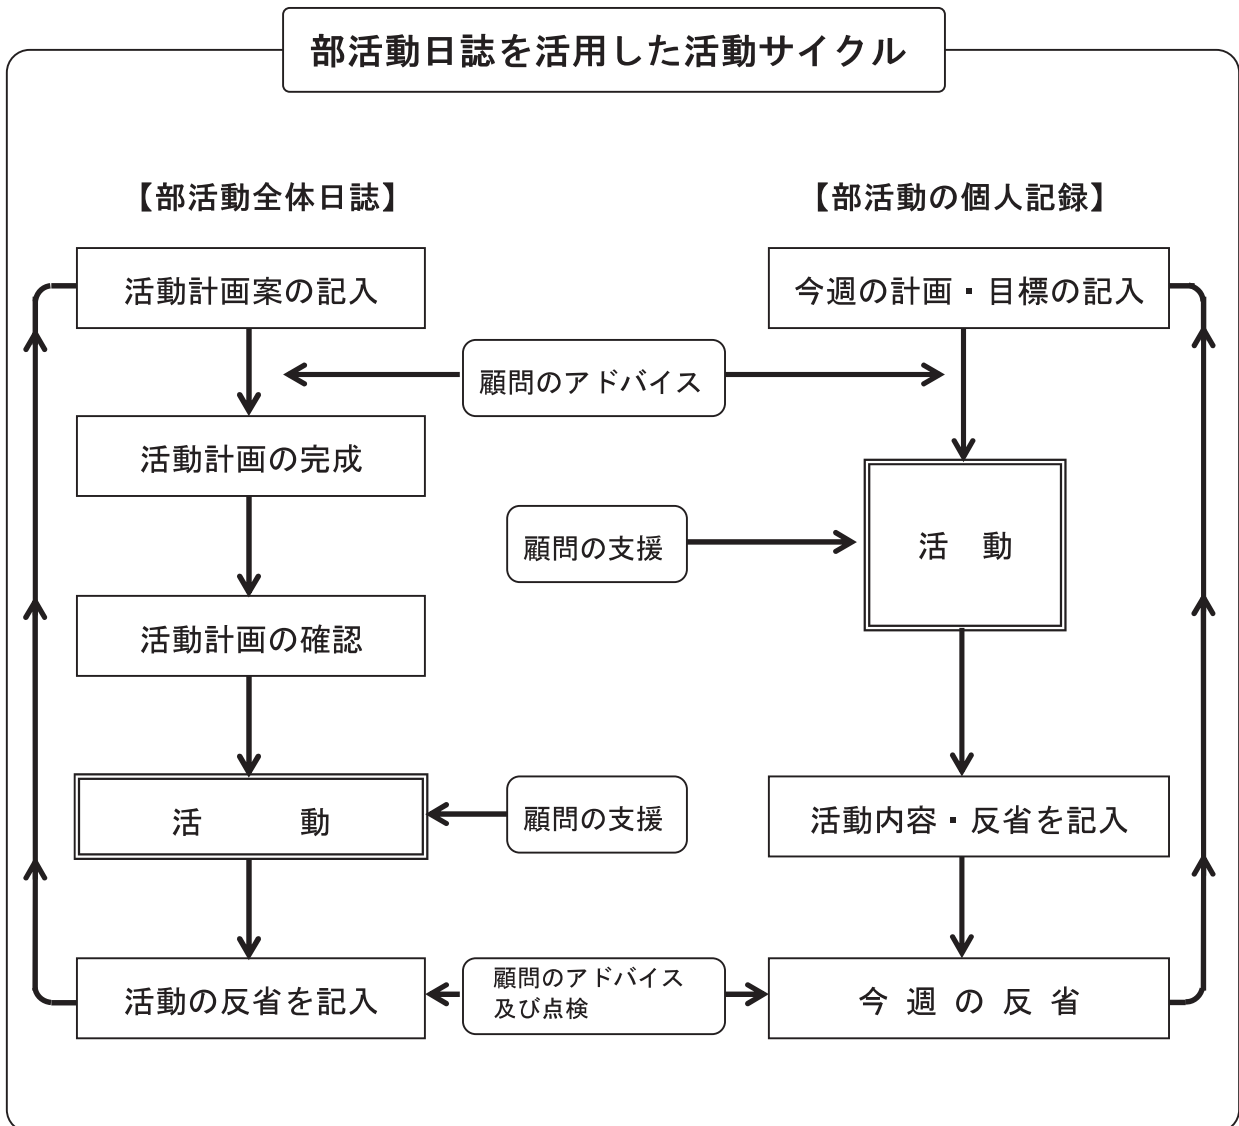 部活動日誌を活用した活動サイクル
【部活動全体日誌】
【部活動の個人記録】
活動計画案の記入
今週の計画・目標の記入
顧問のアドバイス
活動計画の完成
顧問の支援
活　動
活動計画の確認
活　　　動
顧問の支援
活動内容・反省を記入
活動の反省を記入
顧問のアドバイス
及び点検
今 週 の 反 省